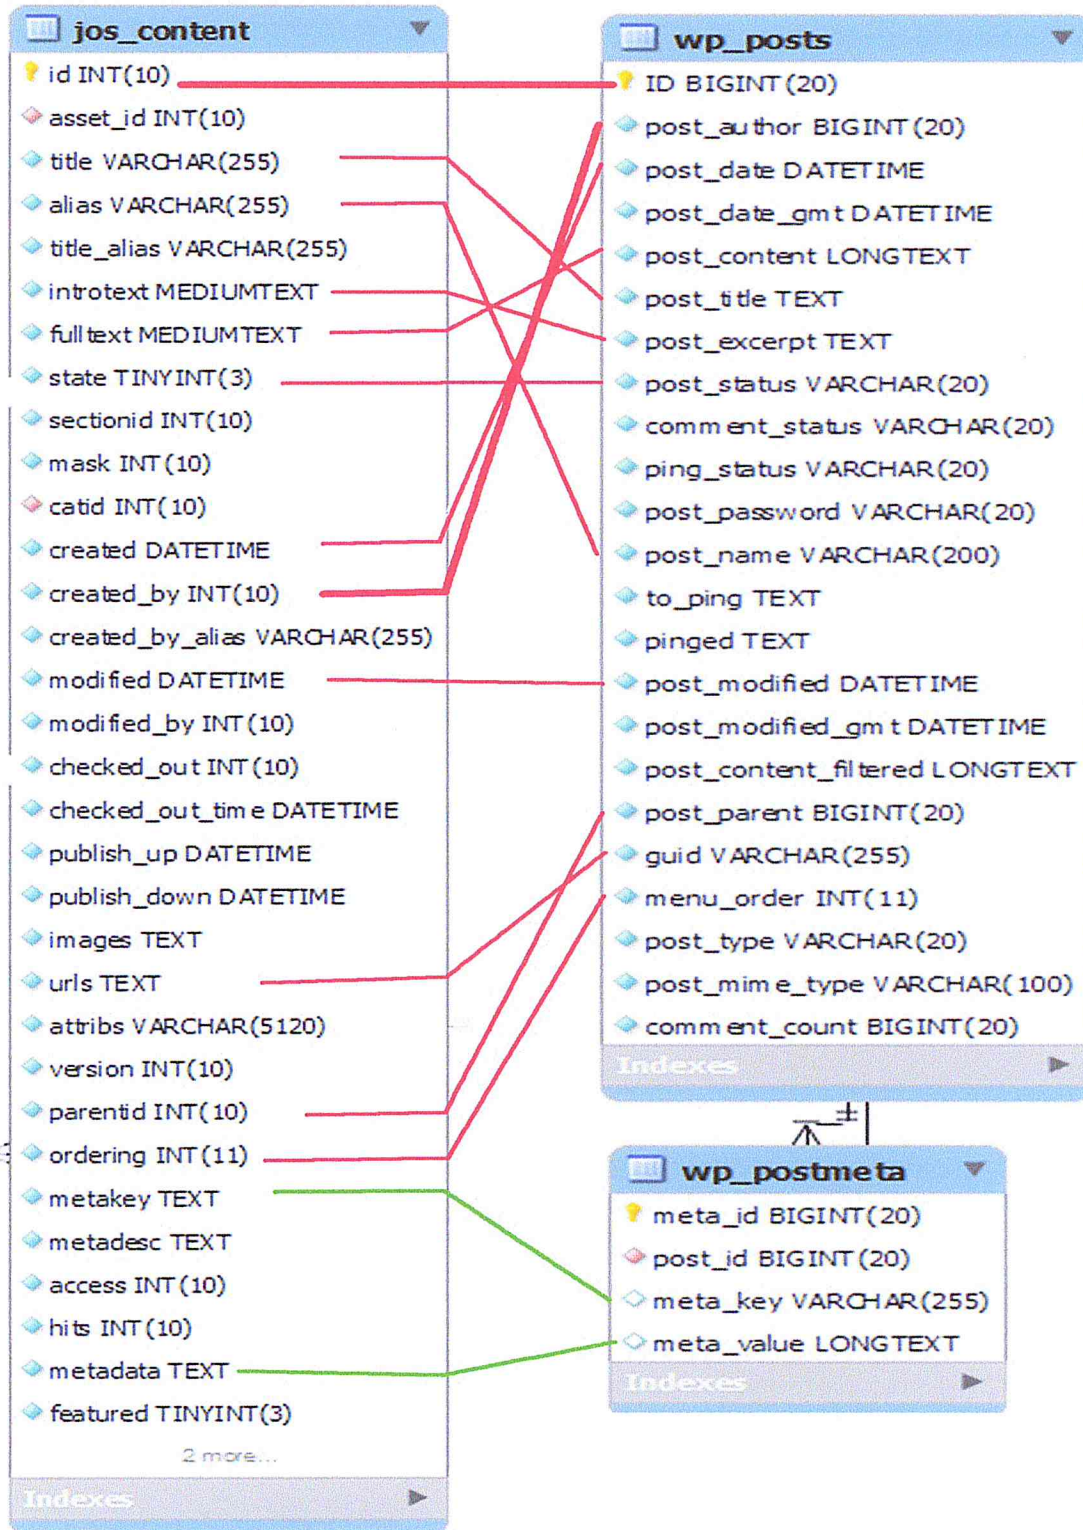 jos_content
id INT(10)
asset_id INT(10)
title VARCHAR(255)
alias VARCHAR(255)
title_alias VARCHAR(255)
introtext MEDIUMTEXT
fulltext MEDIUMTEXT
state TINYINT(3)
sectionid INT(10)
mask INT(10)
catid INT(10)
created DATETIME
created_by INT(10)
created_by_alias VARCHAR(255)
modified DATETIME
modified_by INT(10)
checked_out INT(10)
checked_out_time DATETIME
publish_up DATETIME
publish_down DATETIME
images TEXT
urls TEXT
attribs VARCHAR(5120)
version INT(10)
parentid INT(10)
ordering INT(11)
metakey TEXT
metadesc TEXT
access INT(10)
hits INT(10)
metadata TEXT
featured TINYINT(3)
2 more...
Indexes
wp_posts
ID BIGINT(20)
post_author BIGINT(20)
post_date DATETIME
post_date_gmt DATETIME
post_content LONGTEXT
post_title TEXT
post_excerpt TEXT
post_status VARCHAR(20)
comment_status VARCHAR(20)
ping_status VARCHAR(20)
post_password VARCHAR(20)
post_name VARCHAR(200)
to_ping TEXT
pinged TEXT
post_modified DATETIME
post_modified_gmt DATETIME
post_content_filtered LONGTEXT
post_parent BIGINT(20)
guid VARCHAR(255)
menu_order INT(11)
post_type VARCHAR(20)
post_mime_type VARCHAR(100)
comment_count BIGINT(20)
Indexes
wp_postmeta
meta_id BIGINT(20)
post_id BIGINT(20)
meta_key VARCHAR(255)
meta_value LONGTEXT
Indexes